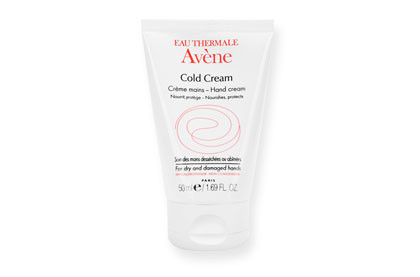 EAU THERMALE
Avène
Cold Cream
Crème mains – Hand cream
Nourrit, protège – Nourishes, protects
Soin des mains desséchées ou abîmées
For dry and damaged hands
PARIS
50 ml e / 1.69 FL. OZ.